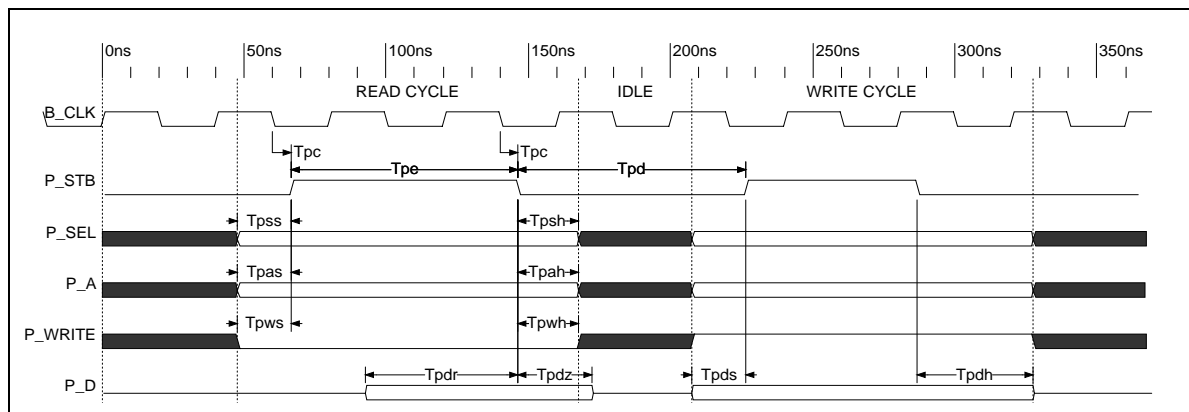 0ns 50ns 100ns 150ns 200ns 250ns 300ns 350ns
READ CYCLE IDLE WRITE CYCLE
B_CLK
Tpc Tpc
Tpe Tpd
P_STB
Tpss Tpsh
P_SEL
Tpas Tpah
P_A
Tpws Tpwh
P_WRITE
Tpdr Tpdz Tpds Tpdh
P_D